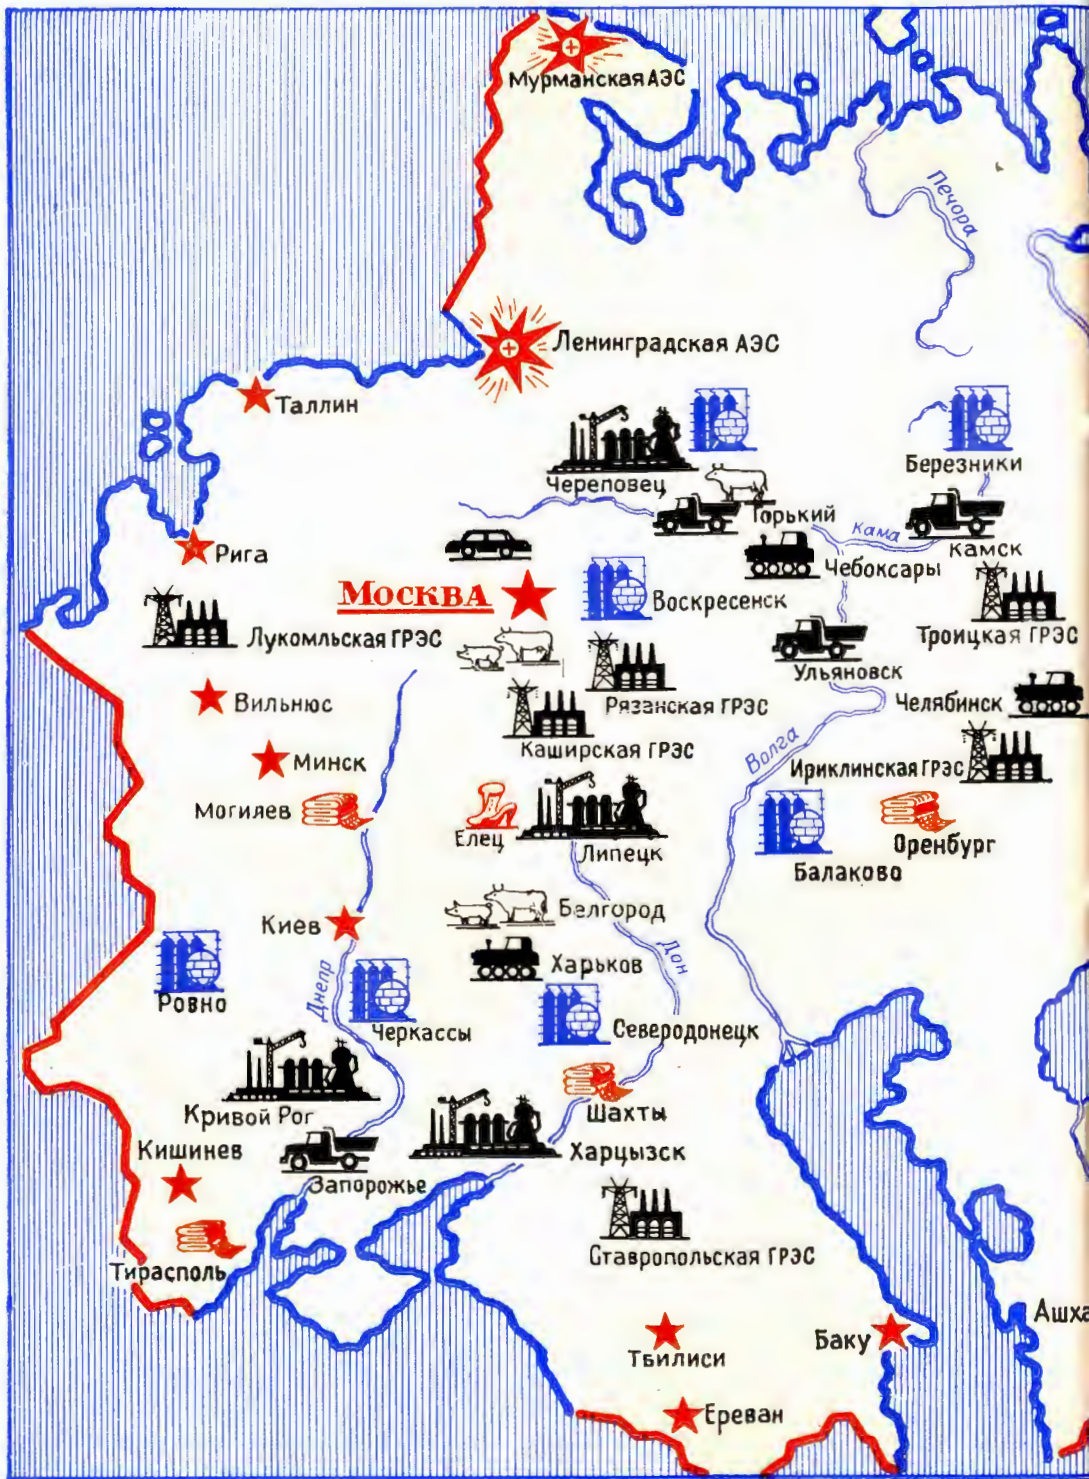 Мурманская АЭС
Печора
Ленинградская АЭС
Таллин
Череповец
Березники
Горький
Кама
Камск
Рига
Чебоксары
МОСКВА
Воскресенск
Лукомльская ГРЭС
Троицкая ГРЭС
Ульяновск
Вильнюс
Рязанская ГРЭС
Челябинск
Каширская ГРЭС
Волга
Минск
Ириклинская ГРЭС
Могилев
Елец
Липецк
Оренбург
Балаково
Киев
Белгород
Дон
Харьков
Днепр
Ровно
Черкассы
Северодонецк
Кривой Рог
Шахты
Кишинев
Харцызск
Запорожье
Ставропольская ГРЭС
Тирасполь
Ашха
Тбилиси
Баку
Ереван